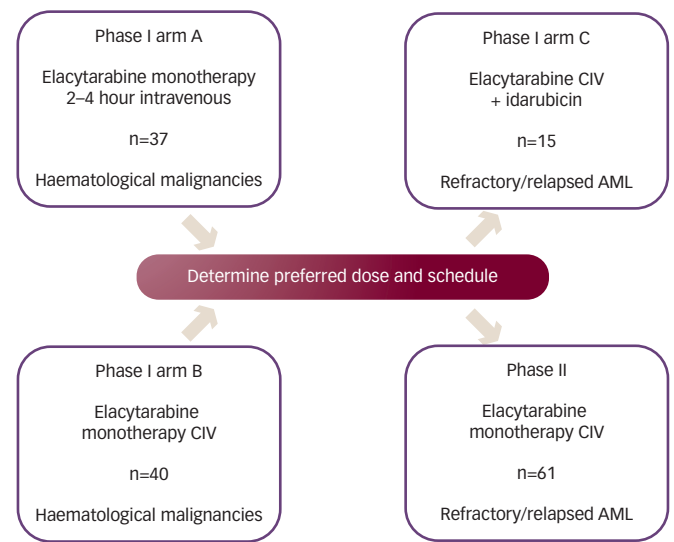 Phase I arm A
Elacytarabine monotherapy
2–4 hour intravenous
n=37
Haematological malignancies
Phase I arm C
Elacytarabine CIV
+ idarubicin
n=15
Refractory/relapsed AML
Determine preferred dose and schedule
Phase I arm B
Elacytarabine
monotherapy CIV
n=40
Haematological malignancies
Phase II
Elacytarabine
monotherapy CIV
n=61
Refractory/relapsed AML